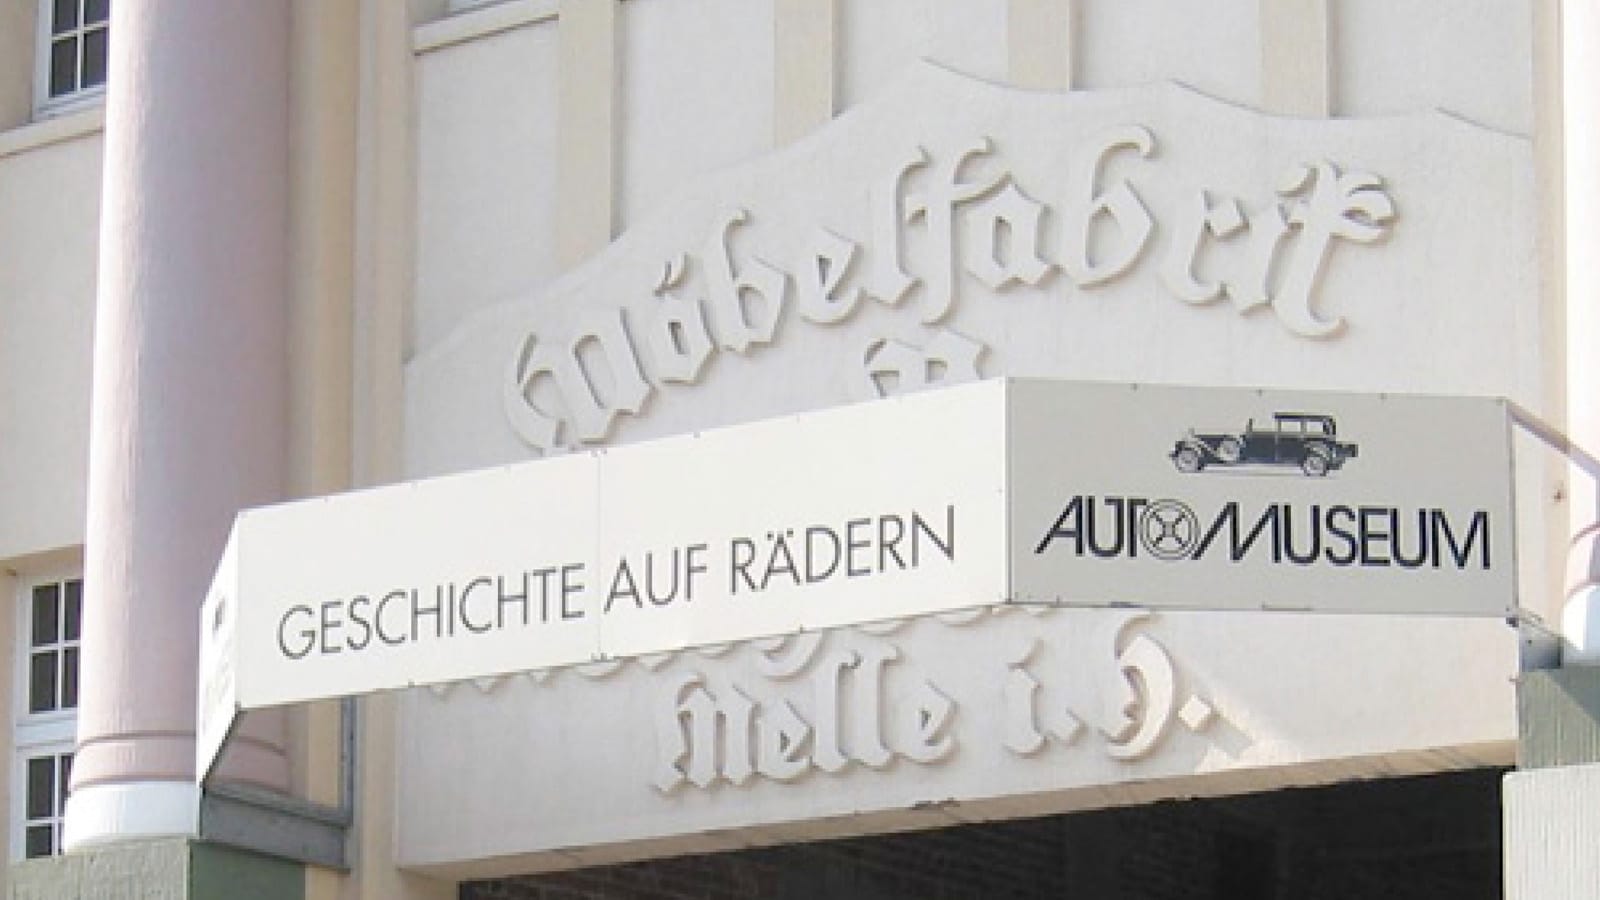 Möbelfabrik
GESCHICHTE AUF RÄDERN
AUTOMUSEUM
Melle i. H.